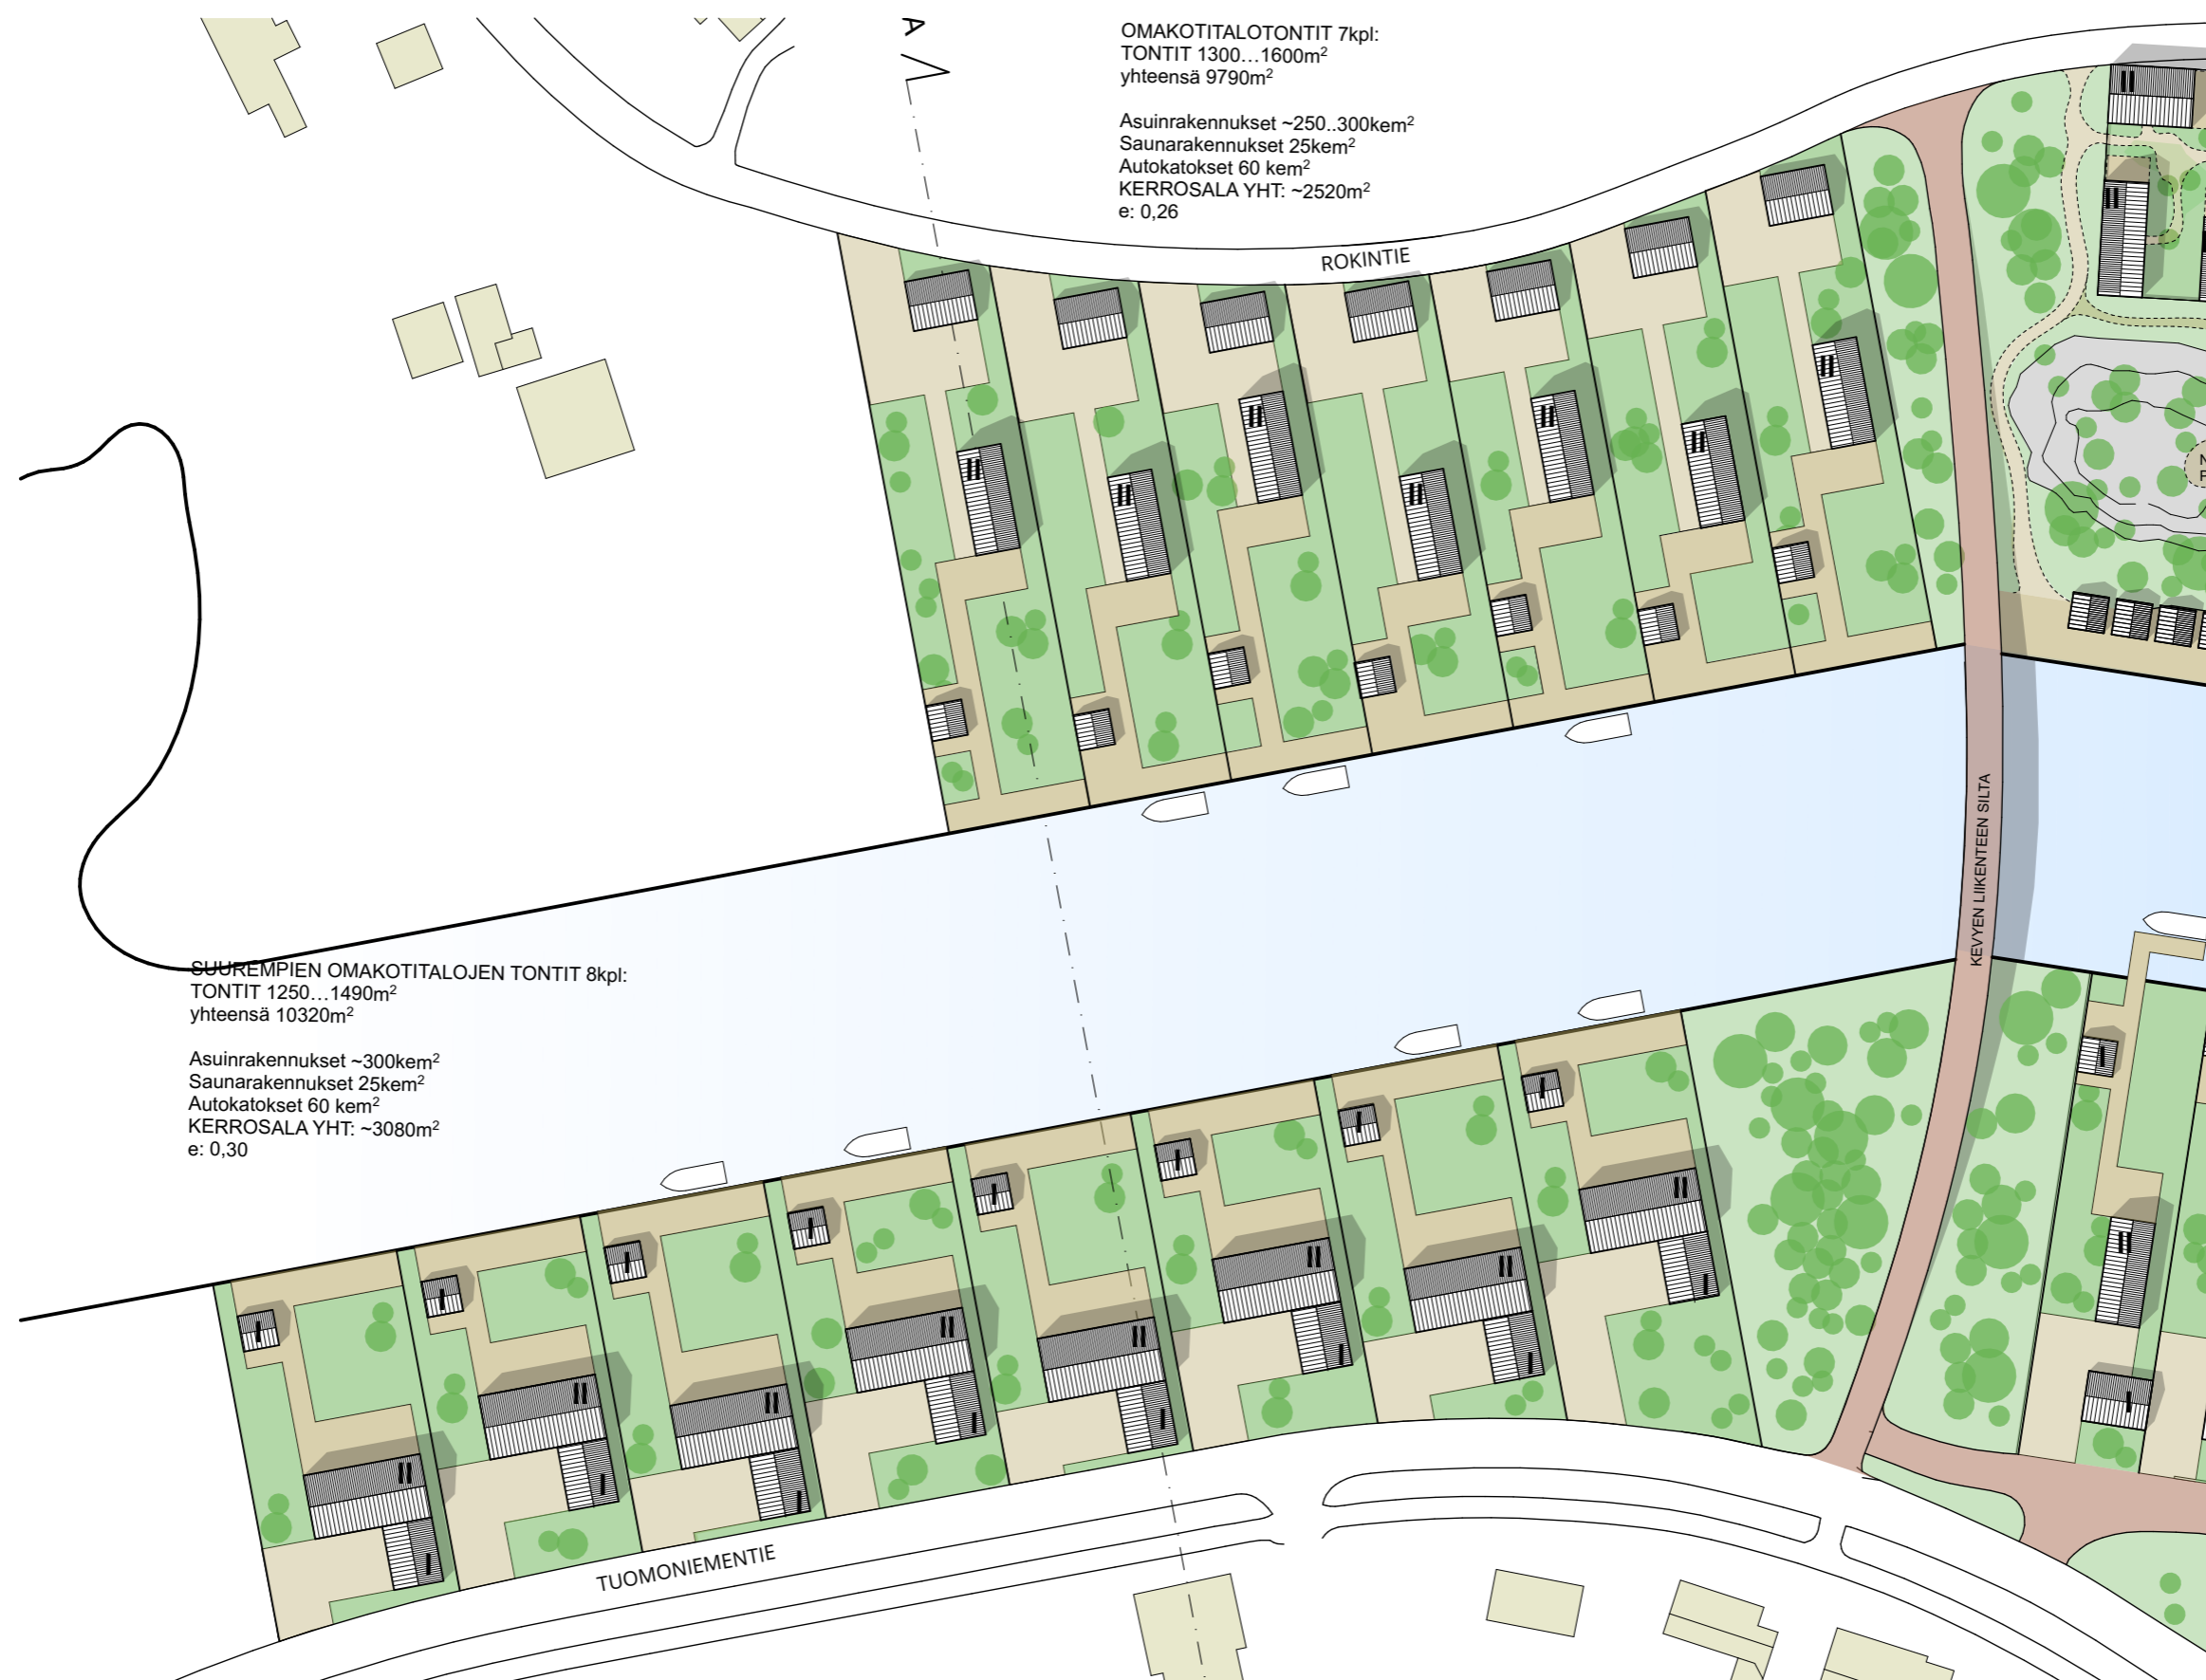 A
OMAKOTITALOTONTIT 7kpl:
TONTIT 1300...1600m²
yhteensä 9790m²
Asuinrakennukset ~250..300kem²
Saunarakennukset 25kem²
Autokatokset 60 kem²
KERROSALA YHT: ~2520m²
e: 0,26
ROKINTIE
KEVYEN LIIKENTEEN SILTA
SUUREMPIEN OMAKOTITALOJEN TONTIT 8kpl:
TONTIT 1250...1490m²
yhteensä 10320m²
Asuinrakennukset ~300kem²
Saunarakennukset 25kem²
Autokatokset 60 kem²
KERROSALA YHT: ~3080m²
e: 0,30
TUOMONIEMENTIE